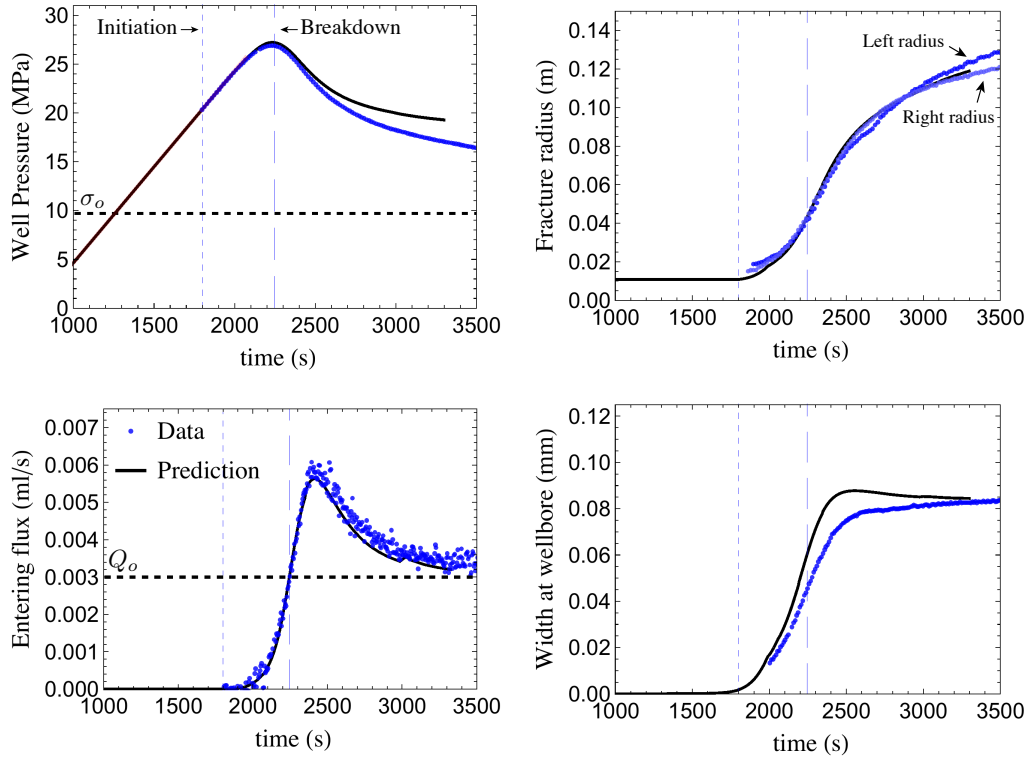 Well Pressure (MPa)
30
25
20
15
10
5
0
Initiation
Breakdown
σo
1000 1500 2000 2500 3000 3500
time (s)
Fracture radius (m)
0.14
0.12
0.10
0.08
0.06
0.04
0.02
0.00
Left radius
Right radius
1000 1500 2000 2500 3000 3500
time (s)
Entering flux (ml/s)
0.007
0.006
0.005
0.004
0.003
0.002
0.001
0.000
Data
Prediction
Qo
1000 1500 2000 2500 3000 3500
time (s)
Width at wellbore (mm)
0.12
0.10
0.08
0.06
0.04
0.02
0.00
1000 1500 2000 2500 3000 3500
time (s)